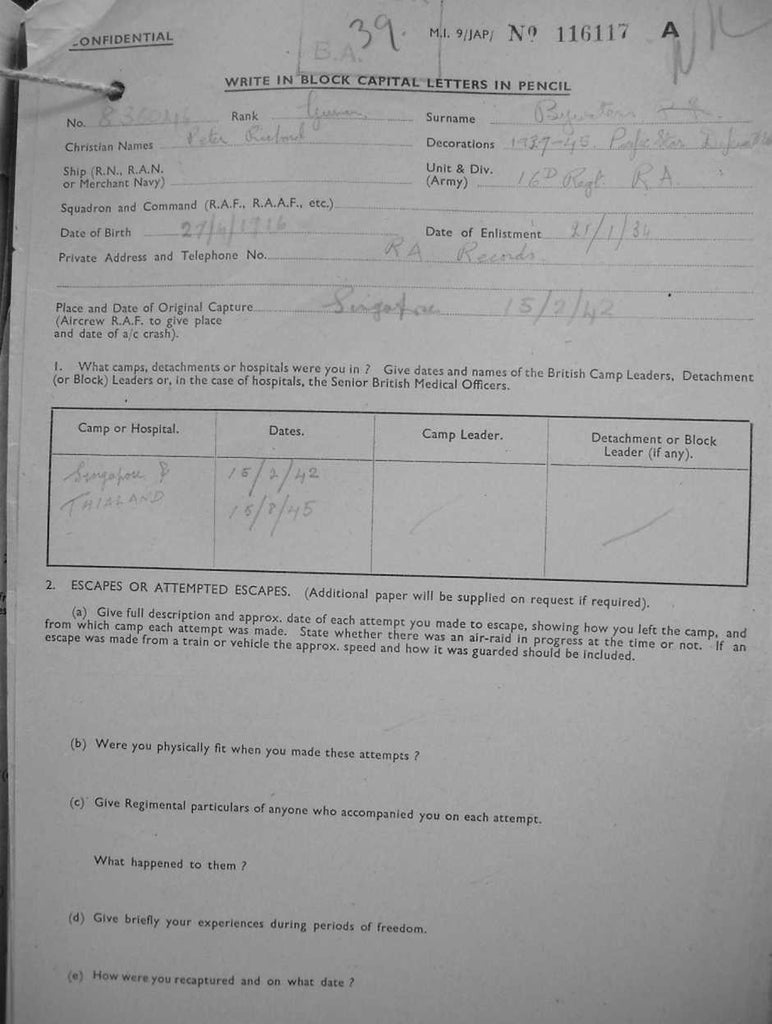 CONFIDENTIAL
39. M.I. 9/JAP/ Nº 116117 A
B.A.
WRITE IN BLOCK CAPITAL LETTERS IN PENCIL
No. Rank Gunner Surname
Christian Names Peter Richard Decorations 1939-45. Pacific Star Defence
Ship (R.N., R.A.N. or Merchant Navy) Unit & Div. (Army) R A.
Squadron and Command (R.A.F., R.A.A.F., etc.)
Date of Birth 27/4/1916 Date of Enlistment /1/34
Private Address and Telephone No. RA Records
Place and Date of Original Capture Singapore 15/2/42
(Aircrew R.A.F. to give place
and date of a/c crash).
1. What camps, detachments or hospitals were you in ? Give dates and names of the British Camp Leaders, Detachment
(or Block) Leaders or, in the case of hospitals, the Senior British Medical Officers.
Camp or Hospital. Dates. Camp Leader. Detachment or Block Leader (if any).
Singapore & 15/2/42
THIALAND 15/8/45
2. ESCAPES OR ATTEMPTED ESCAPES. (Additional paper will be supplied on request if required).
(a) Give full description and approx. date of each attempt you made to escape, showing how you left the camp, and
from which camp each attempt was made. State whether there was an air-raid in progress at the time or not. If an
escape was made from a train or vehicle the approx. speed and how it was guarded should be included.
(b) Were you physically fit when you made these attempts ?
(c) Give Regimental particulars of anyone who accompanied you on each attempt.
What happened to them ?
(d) Give briefly your experiences during periods of freedom.
(e) How were you recaptured and on what date ?